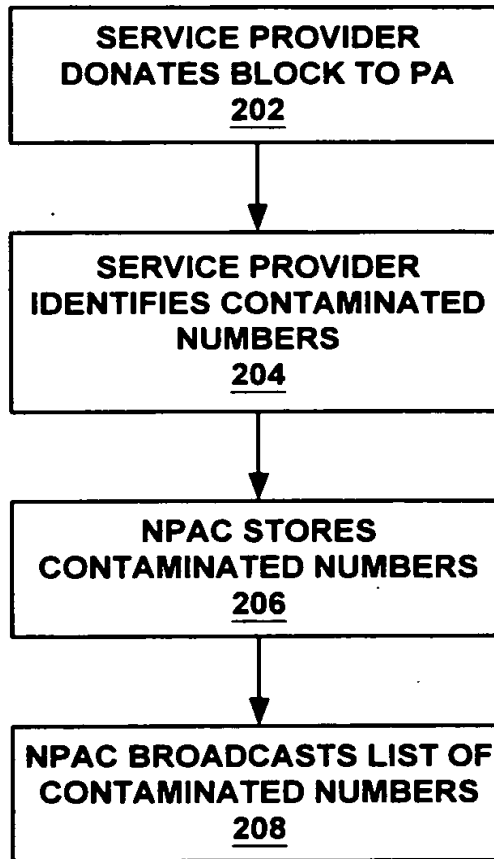 SERVICE PROVIDER
DONATES BLOCK TO PA
202
SERVICE PROVIDER
IDENTIFIES CONTAMINATED
NUMBERS
204
NPAC STORES
CONTAMINATED NUMBERS
206
NPAC BROADCASTS LIST OF
CONTAMINATED NUMBERS
208